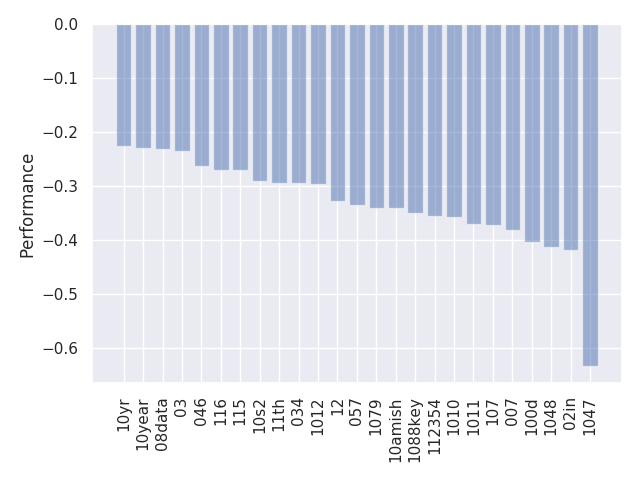 0.0
−0.1
−0.2
−0.3
−0.4
−0.5
−0.6
Performance
10yr
10year
08data
03
046
116
115
10s2
11th
034
1012
12
057
1079
10amish
1088key
112354
1010
1011
107
007
100d
1048
02in
1047